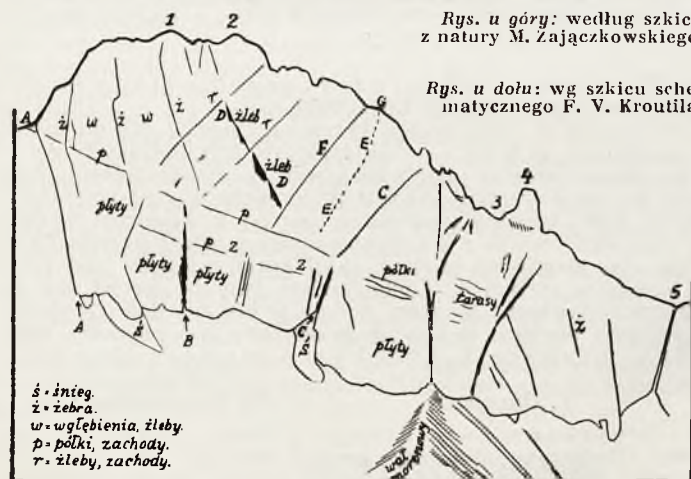 Rys. u góry: według szkicu
z natury M. Zajączkowskiego
Rys. u dołu: wg szkicu sche
matycznego F. V. Kroutila
1 2
A ż w ż w ż r D żleb r G
p F E
żleb D C
płyty p E 3 4
płyty p Z płyty Z półki tarasy 5
A ś B C ś płyty ż
ś = śnieg.
ż = żebra.
w = wgłębienia, żleby.
p = półki, zachody.
r = żleby, zachody.
wał
morenowy